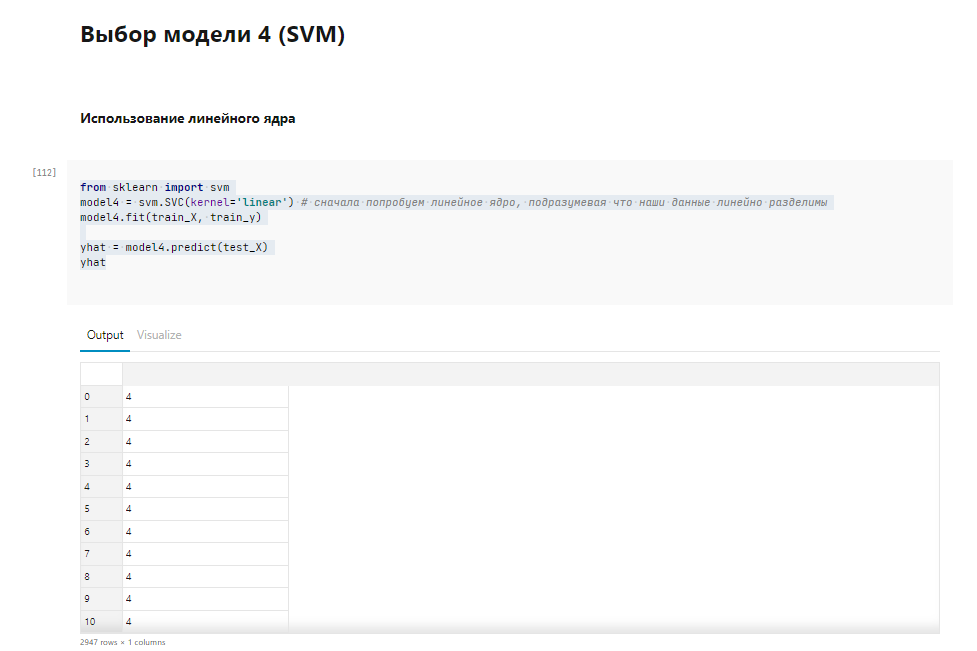 Выбор модели 4 (SVM)
Использование линейного ядра
[112]
from sklearn import svm
model4 = svm.SVC(kernel='linear') # сначала попробуем линейное ядро, подразумевая что наши данные линейно разделимы
model4.fit(train_X, train_y)
yhat = model4.predict(test_X)
yhat
Output Visualize
0 4
1 4
2 4
3 4
4 4
5 4
6 4
7 4
8 4
9 4
10 4
2947 rows × 1 columns